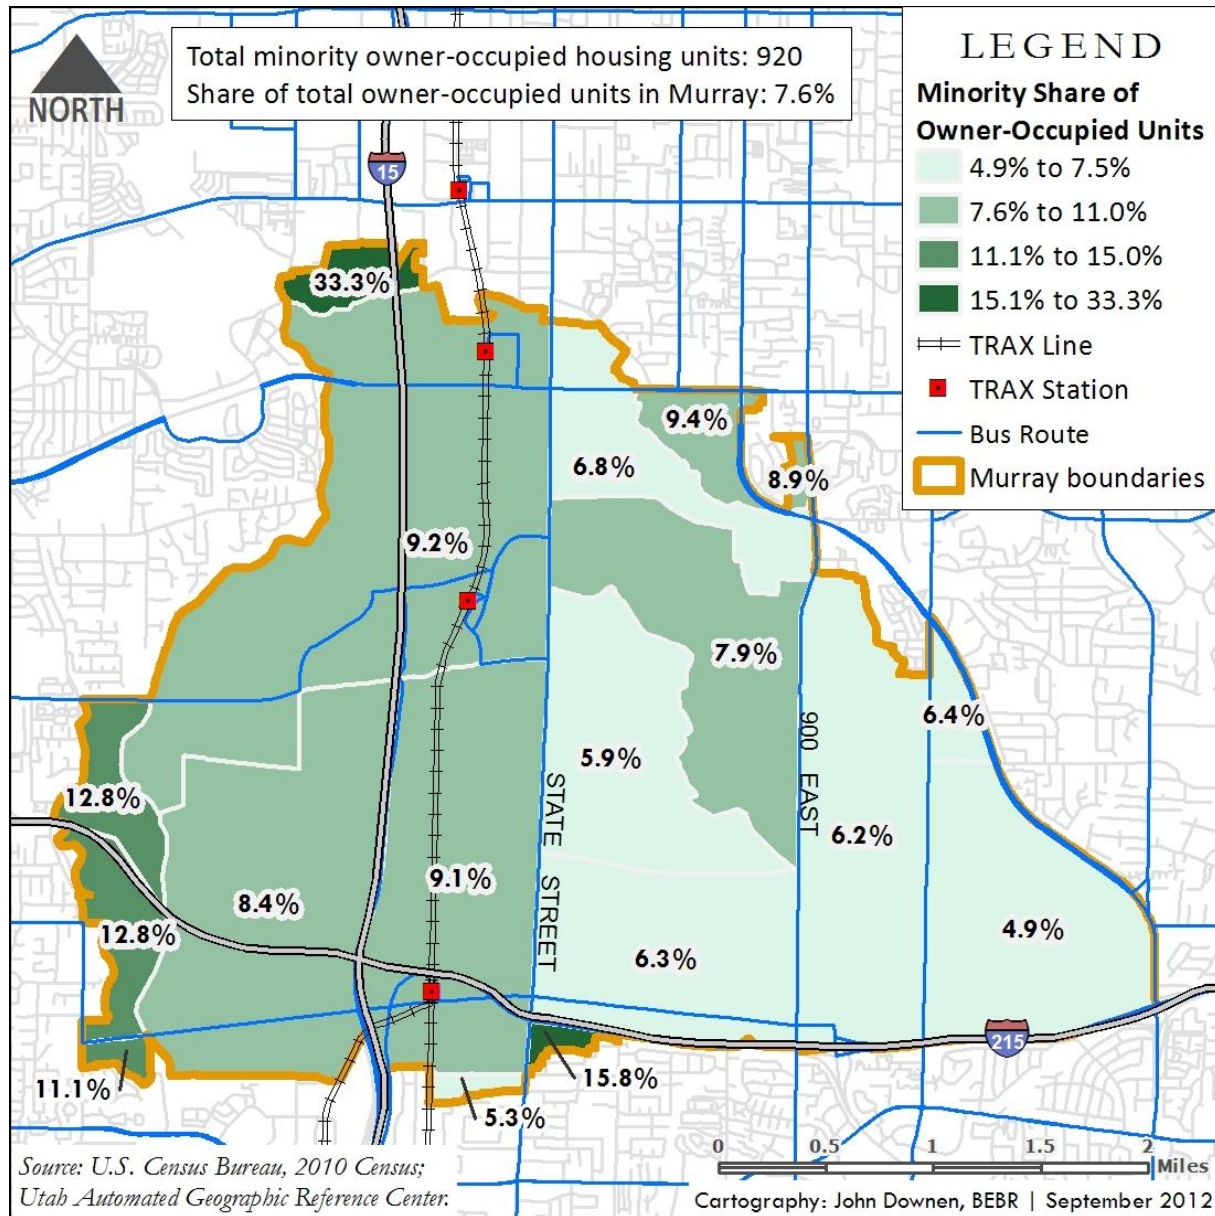 Total minority owner-occupied housing units: 920
Share of total owner-occupied units in Murray: 7.6%
NORTH
LEGEND
Minority Share of
Owner-Occupied Units
4.9% to 7.5%
7.6% to 11.0%
11.1% to 15.0%
15.1% to 33.3%
TRAX Line
TRAX Station
Bus Route
Murray boundaries
15
33.3%
9.4%
6.8%
8.9%
9.2%
7.9%
6.4%
900 EAST
5.9%
STATE STREET
12.8%
6.2%
9.1%
8.4%
12.8%
4.9%
6.3%
215
11.1%
15.8%
5.3%
0 0.5 1 1.5 2
Miles
Source: U.S. Census Bureau, 2010 Census;
Utah Automated Geographic Reference Center.
Cartography: John Downen, BEBR | September 2012